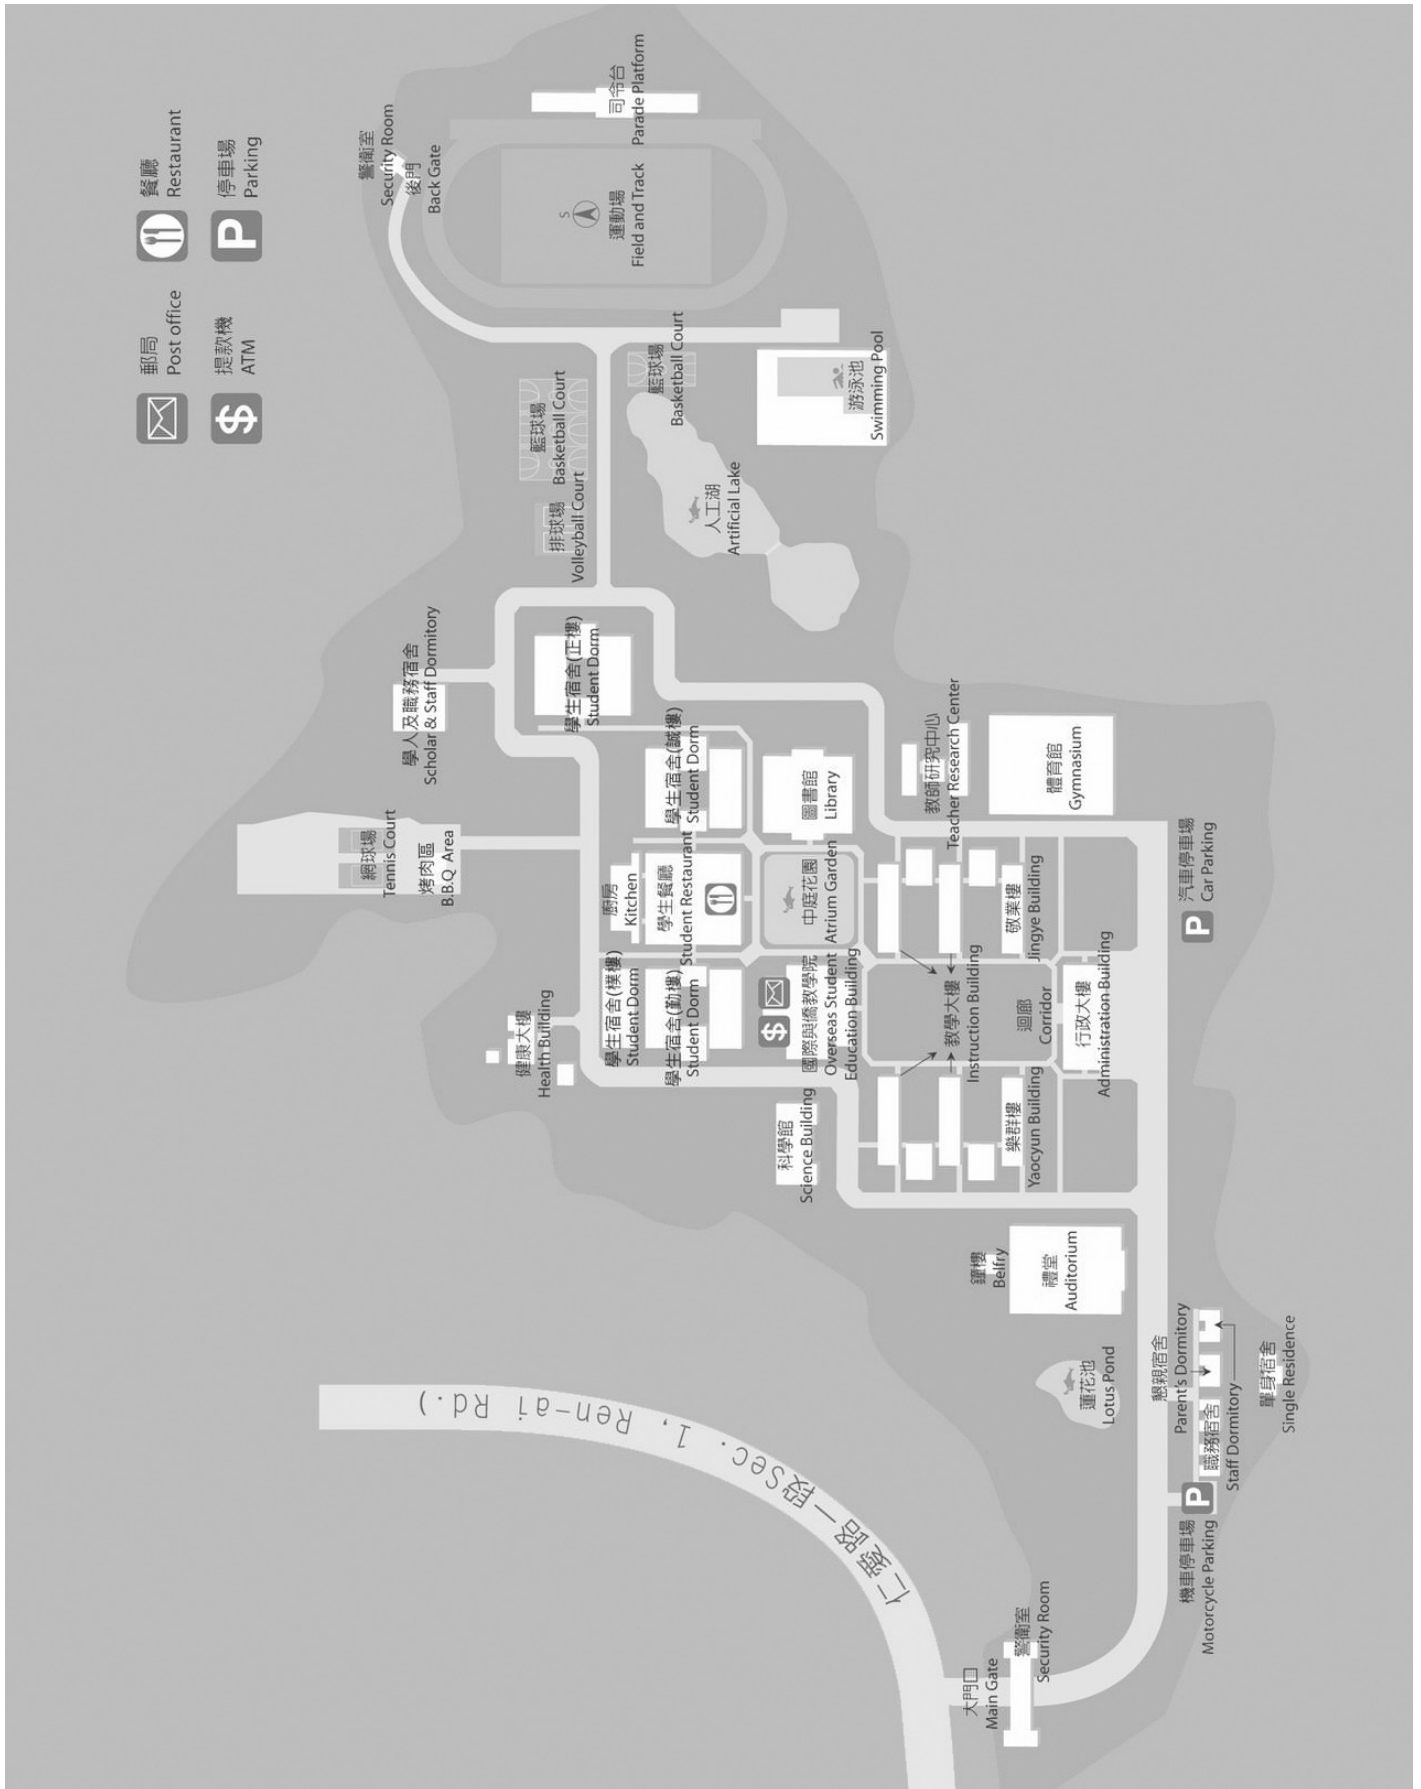 郵局
Post office
餐廳
Restaurant
提款機
ATM
停車場
Parking
警衛室
Security Room
後門
Back Gate
司令台
Parade Platform
S
運動場
Field and Track
籃球場
Basketball Court
籃球場
Basketball Court
排球場
Volleyball Court
游泳池
Swimming Pool
人工湖
Artificial Lake
學人及職務宿舍
Scholar & Staff Dormitory
學生宿舍(正樓)
Student Dorm
網球場
Tennis Court
烤肉區
B.B.Q Area
學生宿舍(誠樓)
Student Dorm
廚房
Kitchen
學生餐廳
Student Restaurant
圖書館
Library
中庭花園
Atrium Garden
教師研究中心
Teacher Research Center
體育館
Gymnasium
學生宿舍(樸樓)
Student Dorm
學生宿舍(勤樓)
Student Dorm
健康大樓
Health Building
國際與僑教學院
Overseas Student
Education Building
科學館
Science Building
教學大樓
Instruction Building
敬業樓
Jingye Building
迴廊
Corridor
行政大樓
Administration Building
樂群樓
Yaocyun Building
P
汽車停車場
Car Parking
鐘樓
Belfry
禮堂
Auditorium
蓮花池
Lotus Pond
懇親宿舍
Parent's Dormitory
職務宿舍
Staff Dormitory
單身宿舍
Single Residence
P
機車停車場
Motorcycle Parking
仁愛路一段Sec. 1, Ren-ai Rd.)
大門口
Main Gate
警衛室
Security Room